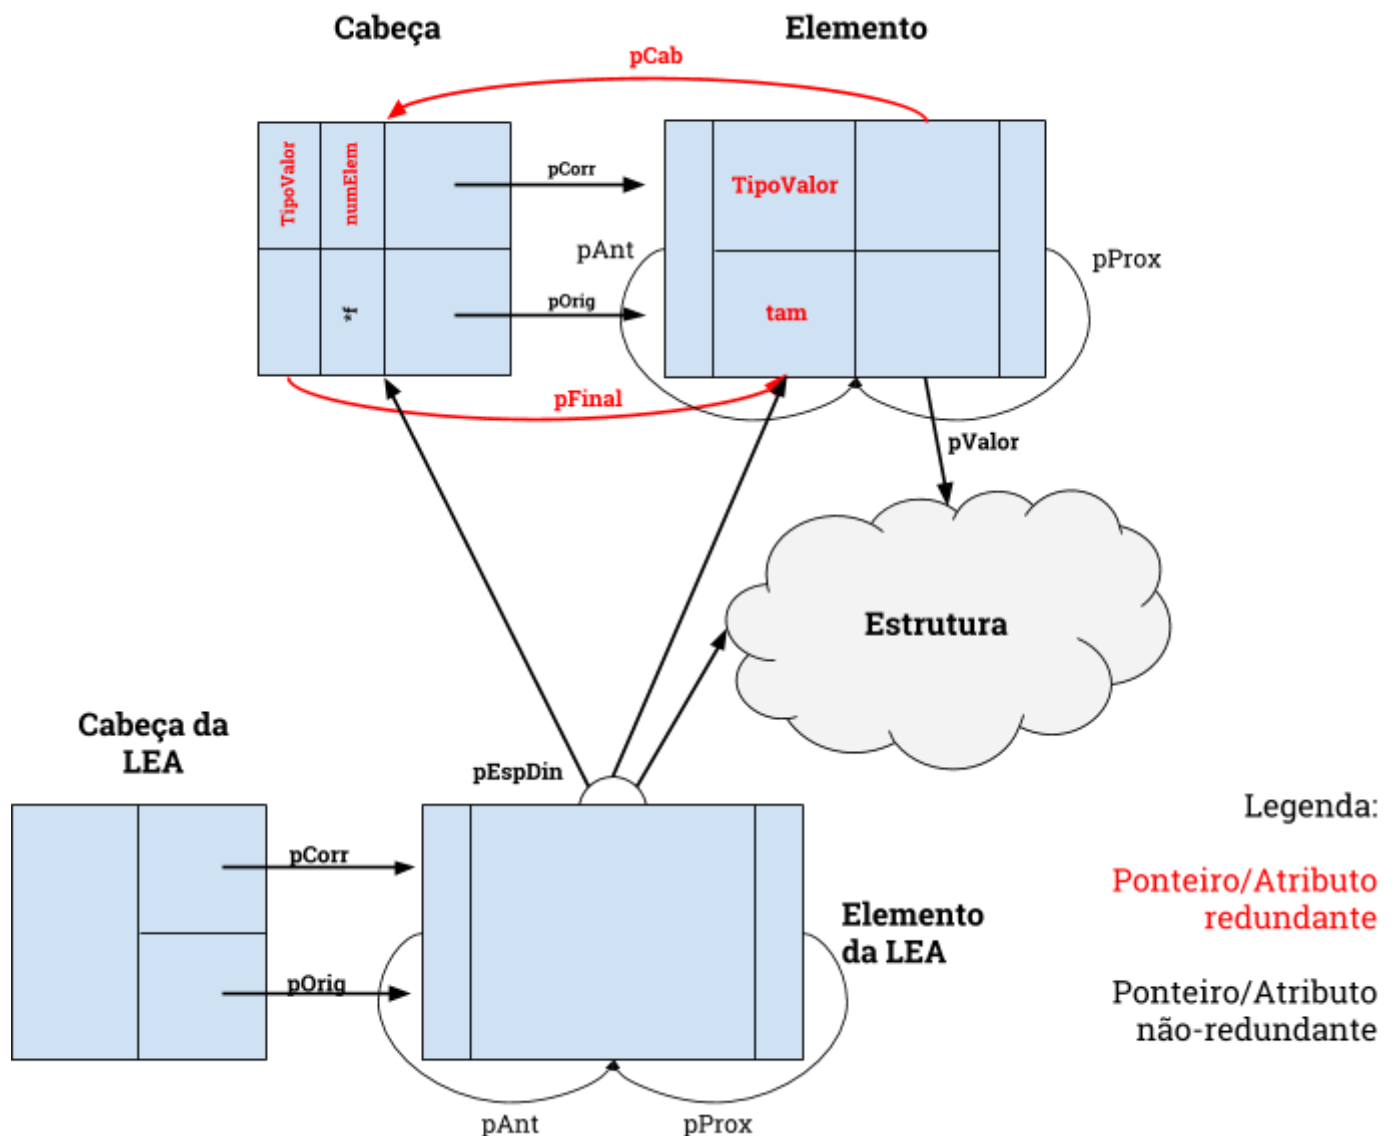 Cabeça
Elemento
pCab
TipoValor
numElem
pCorr
TipoValor
pAnt
pProx
*f
pOrig
tam
pFinal
pValor
Estrutura
Cabeça da
LEA
pEspDin
Legenda:
pCorr
Ponteiro/Atributo
redundante
Elemento
da LEA
pOrig
Ponteiro/Atributo
não-redundante
pAnt
pProx